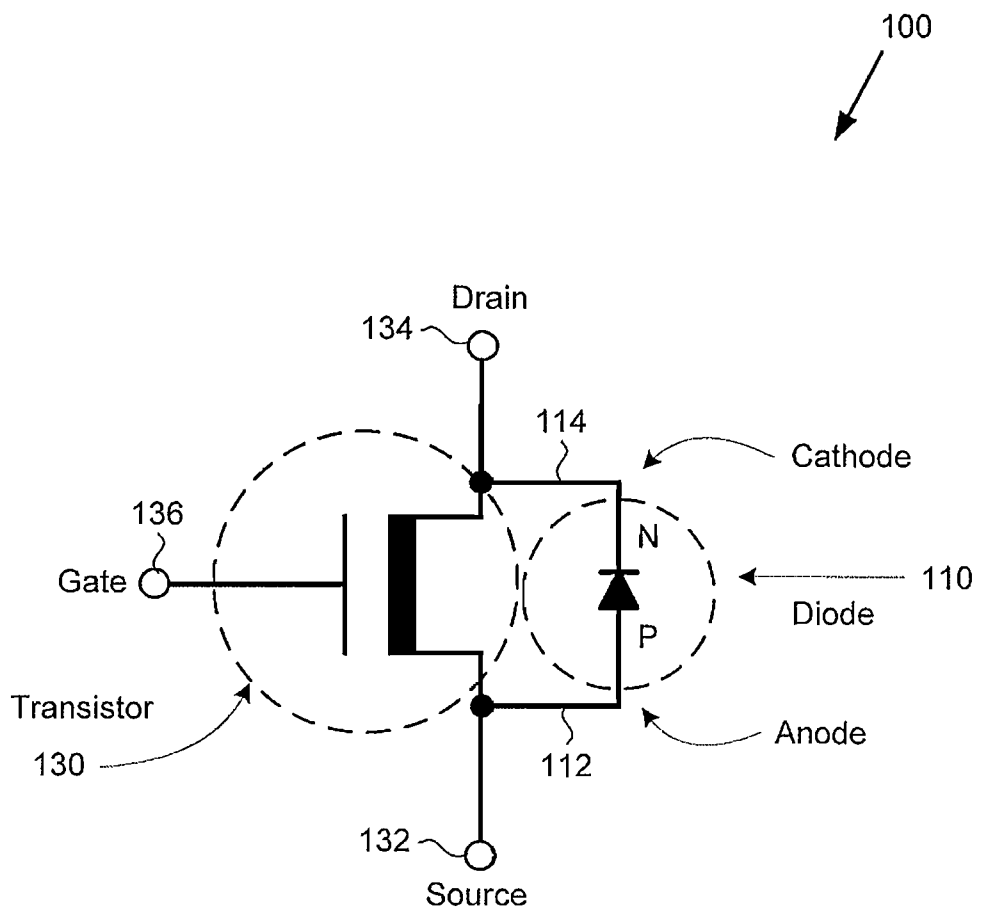 100
Drain
134
114
Cathode
136
N
Gate
110
Diode
P
Transistor
Anode
130
112
132
Source